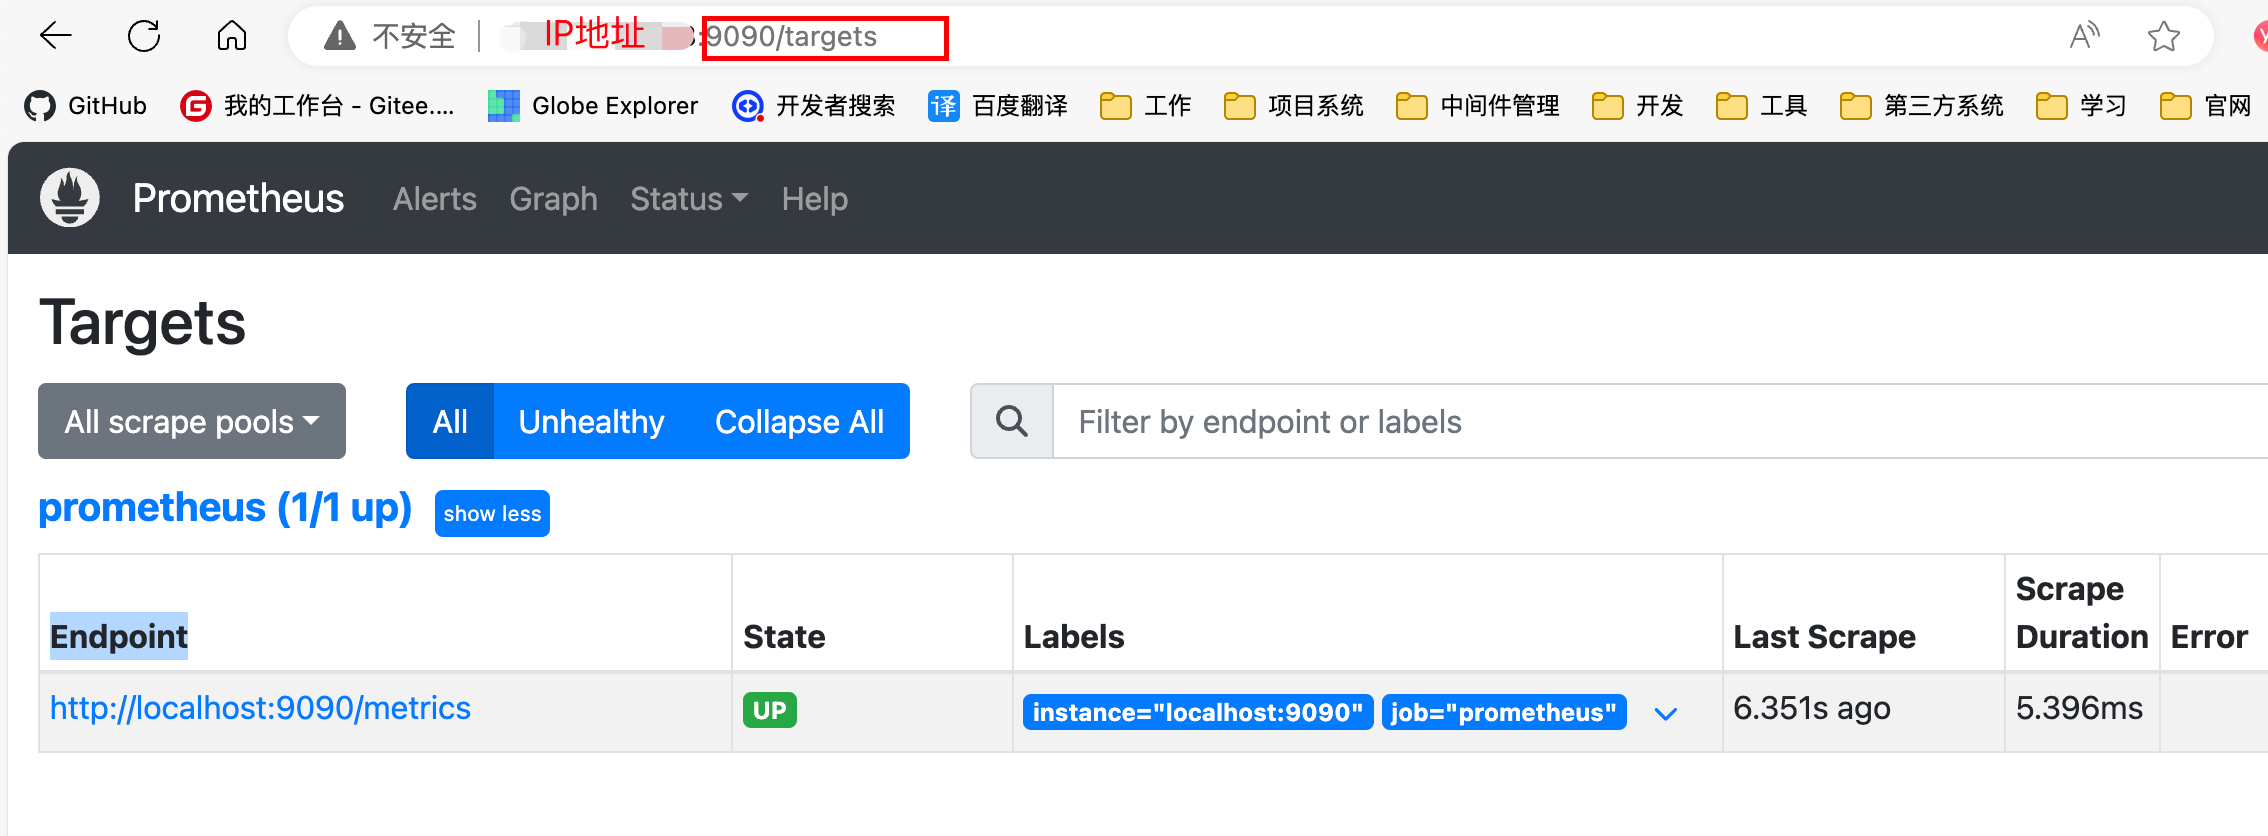 不安全 IP地址 3:9090/targets
GitHub 我的工作台 - Gitee.... Globe Explorer 开发者搜索 译 百度翻译 工作 项目系统 中间件管理 开发 工具 第三方系统 学习 官网
Prometheus Alerts Graph Status Help
Targets
All scrape pools All Unhealthy Collapse All Filter by endpoint or labels
prometheus (1/1 up) show less
Endpoint State Labels Last Scrape Scrape Duration Error
http://localhost:9090/metrics UP instance="localhost:9090" job="prometheus" 6.351s ago 5.396ms